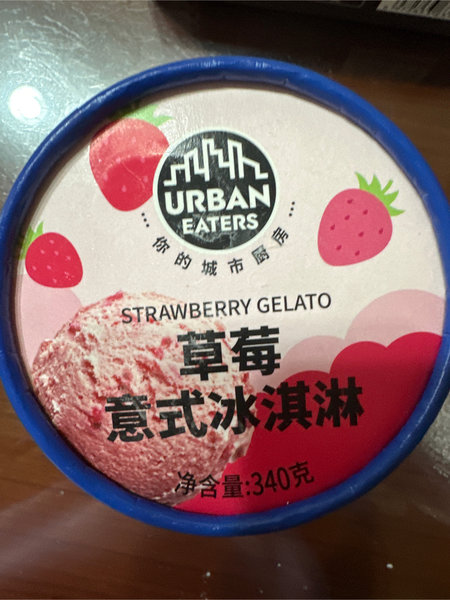 URBAN
EATERS
… 你的城市厨房 …
STRAWBERRY GELATO
草莓
意式冰淇淋
净含量:340克